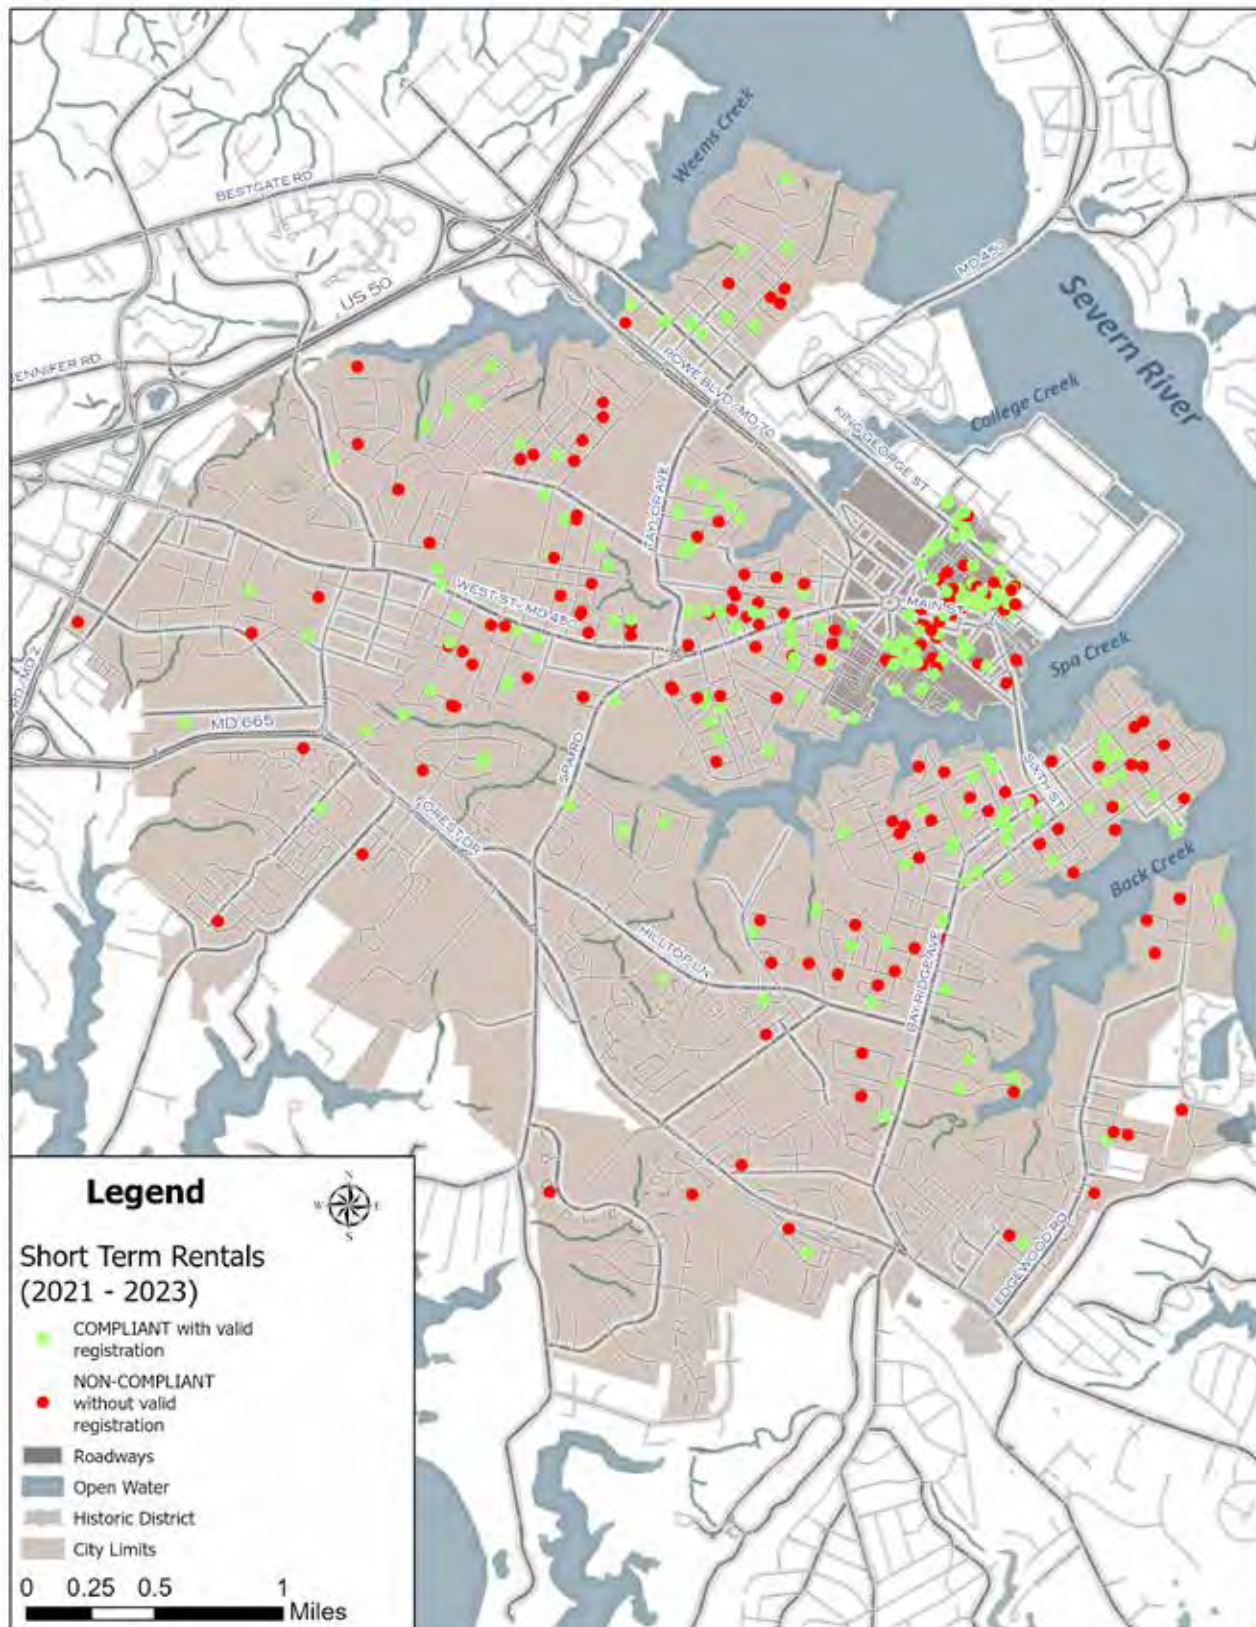 Weems Creek
BESTGATE RD
MD 450
US 50
Severn River
JENNIFER RD
ROWE BLVD/MD 70
College Creek
KING GEORGE ST
TAYLOR AVE
WEST ST - MD 450
MAIN ST
Spa Creek
MD 2
MD 665
SPA RD
SIXTH ST
FOREST DR
Back Creek
HILLTOP LN
BAY RIDGE AVE
EDGEWOOD RD
Legend
N
W
E
S
Short Term Rentals
(2021 - 2023)
COMPLIANT with valid
registration
NON-COMPLIANT
without valid
registration
Roadways
Open Water
Historic District
City Limits
0 0.25 0.5 1
Miles